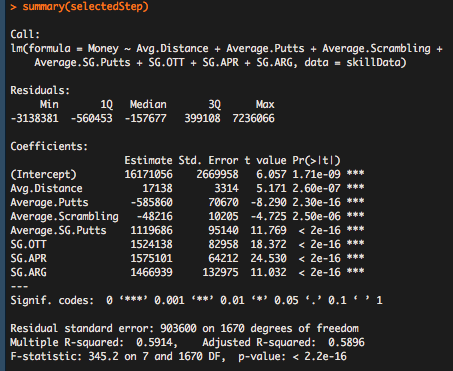 > summary(selectedStep)
Call:
lm(formula = Money ~ Avg.Distance + Average.Putts + Average.Scrambling +
Average.SG.Putts + SG.OTT + SG.APR + SG.ARG, data = skillData)
Residuals:
Min 1Q Median 3Q Max
-3138381 -560453 -157677 399108 7236066
Coefficients:
Estimate Std. Error t value Pr(>|t|)
(Intercept) 16171056 2669958 6.057 1.71e-09 ***
Avg.Distance 17138 3314 5.171 2.60e-07 ***
Average.Putts -585860 70670 -8.290 2.30e-16 ***
Average.Scrambling -48216 10205 -4.725 2.50e-06 ***
Average.SG.Putts 1119686 95140 11.769 < 2e-16 ***
SG.OTT 1524138 82958 18.372 < 2e-16 ***
SG.APR 1575101 64212 24.530 < 2e-16 ***
SG.ARG 1466939 132975 11.032 < 2e-16 ***
---
Signif. codes: 0 ‘***’ 0.001 ‘**’ 0.01 ‘*’ 0.05 ‘.’ 0.1 ‘ ’ 1
Residual standard error: 903600 on 1670 degrees of freedom
Multiple R-squared: 0.5914, Adjusted R-squared: 0.5896
F-statistic: 345.2 on 7 and 1670 DF, p-value: < 2.2e-16